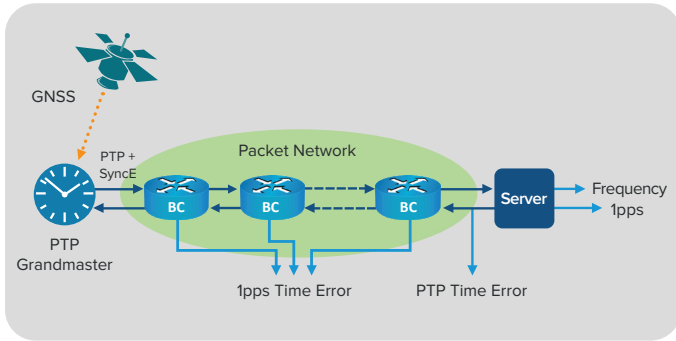 GNSS
Packet Network
PTP +
SyncE
BC
BC
BC
Server
Frequency
1pps
PTP
Grandmaster
1pps Time Error
PTP Time Error